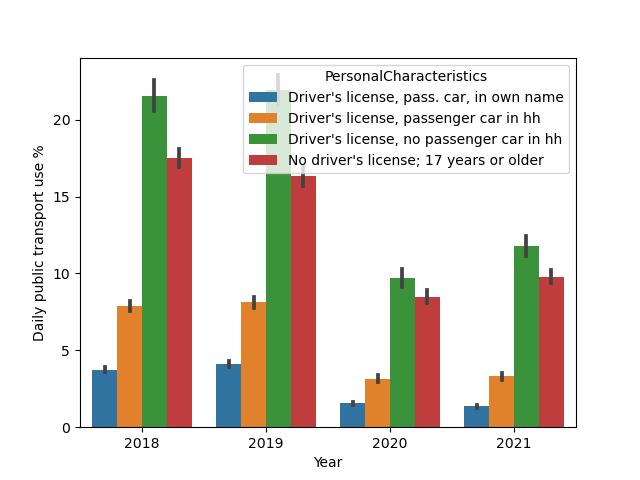 PersonalCharacteristics
Driver's license, pass. car, in own name
Driver's license, passenger car in hh
Driver's license, no passenger car in hh
No driver's license; 17 years or older
Daily public transport use %
20
15
10
5
0
2018
2019
2020
2021
Year